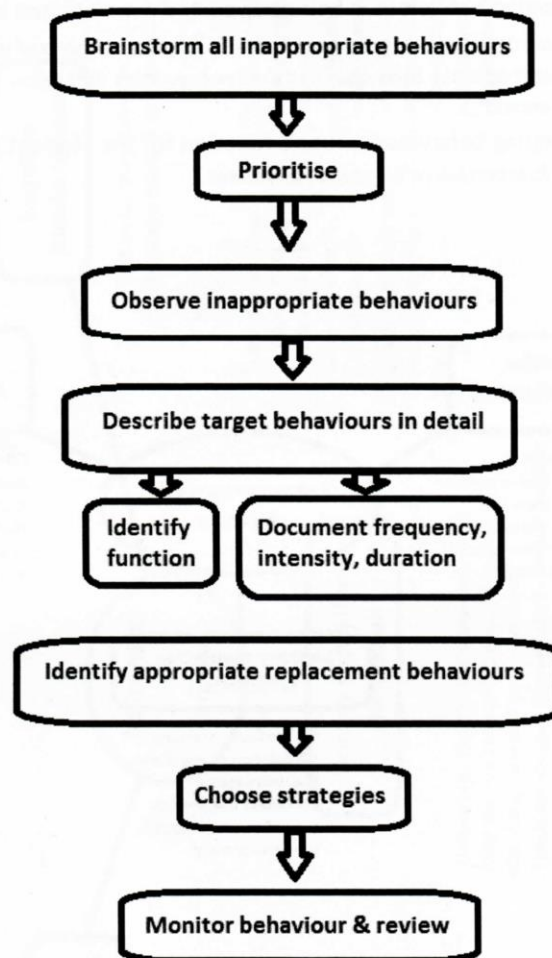 Brainstorm all inappropriate behaviours
Prioritise
Observe inappropriate behaviours
Describe target behaviours in detail
Identify
function
Document frequency,
intensity, duration
Identify appropriate replacement behaviours
Choose strategies
Monitor behaviour & review